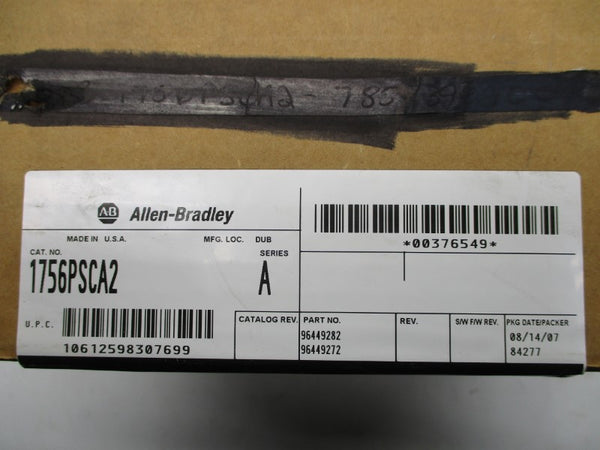 AB Allen-Bradley
MADE IN U.S.A. MFG. LOC. DUB
CAT. NO. SERIES
1756PSCA2 A
*00376549*
U.P.C.
10612598307699
CATALOG REV. PART NO. REV. S/W F/W REV. PKG DATE/PACKER
96449282 08/14/07
96449272 84277